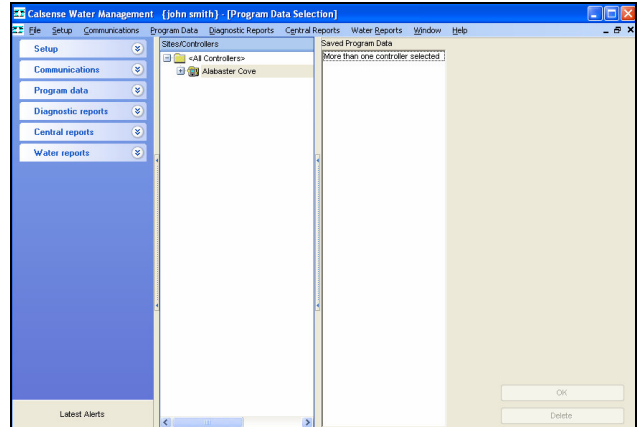 Calsense Water Management {john smith} - [Program Data Selection]
File Setup Communications Program Data Diagnostic Reports Central Reports Water Reports Window Help
Setup
Communications
Program data
Diagnostic reports
Central reports
Water reports
Latest Alerts
Sites/Controllers
<All Controllers>
Alabaster Cove
Saved Program Data
More than one controller selected
OK
Delete